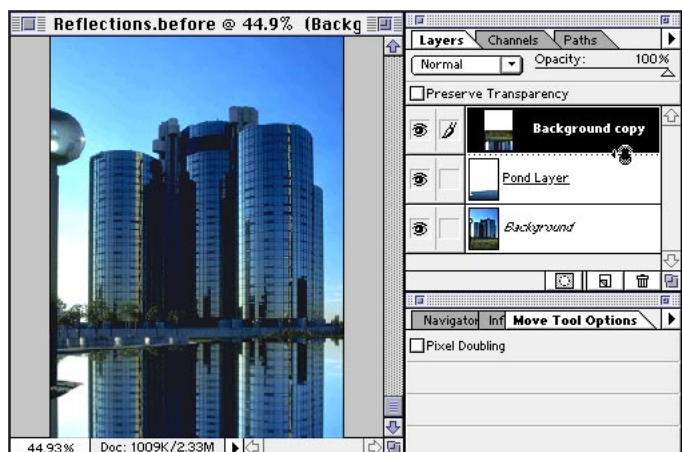 Reflections.before @ 44.9% (Backg
Layers Channels Paths
Normal Opacity: 100%
Preserve Transparency
Background copy
Pond Layer
Background
Navigator Inf Move Tool Options
Pixel Doubling
44.93% Doc: 1009K/2.33M